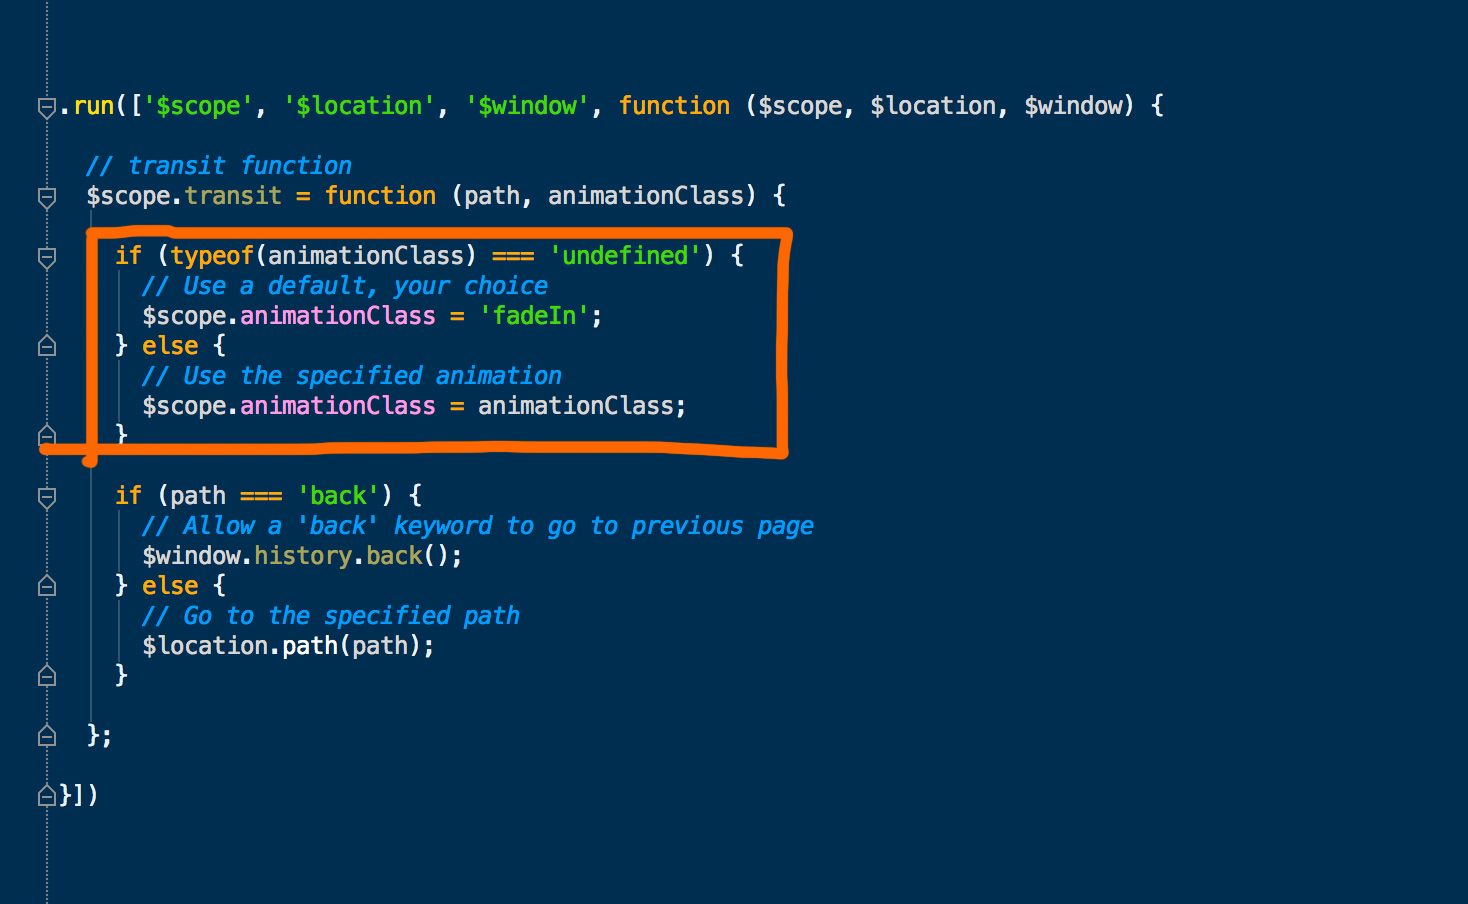 .run(['$scope', '$location', '$window', function ($scope, $location, $window) {
// transit function
$scope.transit = function (path, animationClass) {
if (typeof(animationClass) === 'undefined') {
// Use a default, your choice
$scope.animationClass = 'fadeIn';
} else {
// Use the specified animation
$scope.animationClass = animationClass;
}
if (path === 'back') {
// Allow a 'back' keyword to go to previous page
$window.history.back();
} else {
// Go to the specified path
$location.path(path);
}
};
}])